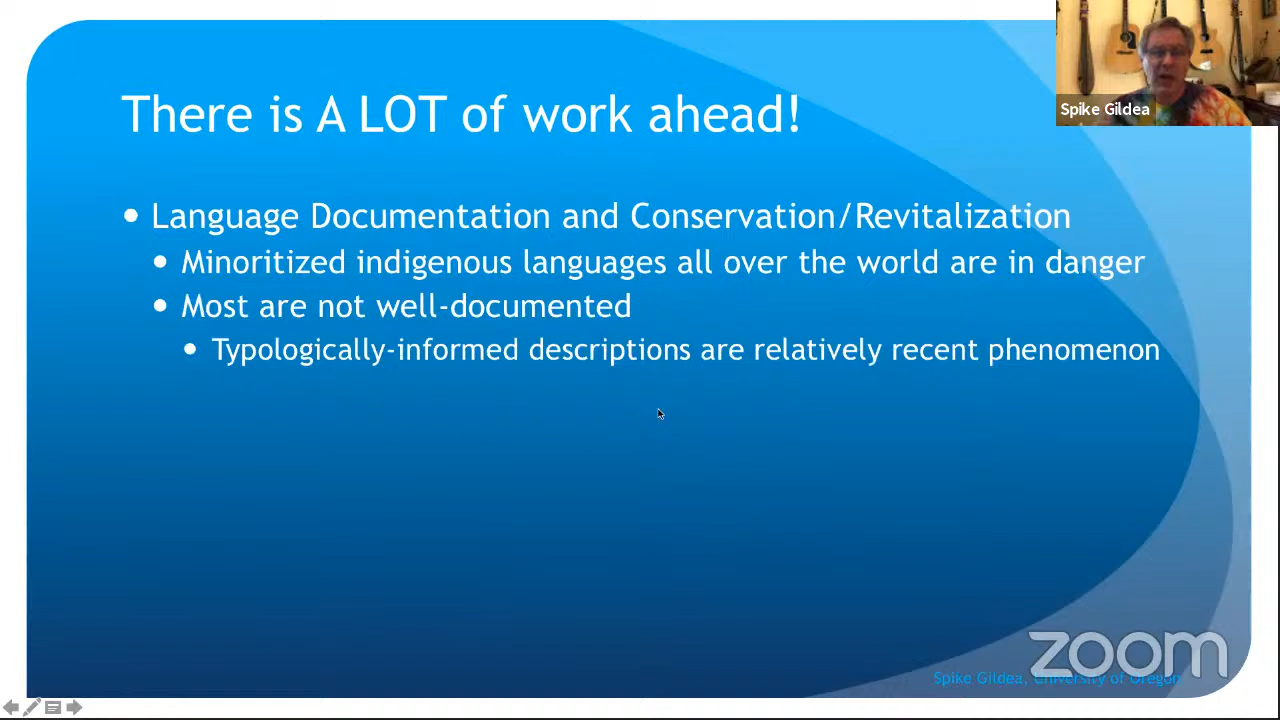 There is A LOT of work ahead!
Spike Gildea
• Language Documentation and Conservation/Revitalization
• Minoritized indigenous languages all over the world are in danger
• Most are not well-documented
• Typologically-informed descriptions are relatively recent phenomenon
zoom
Spike Gildea, University of Oregon